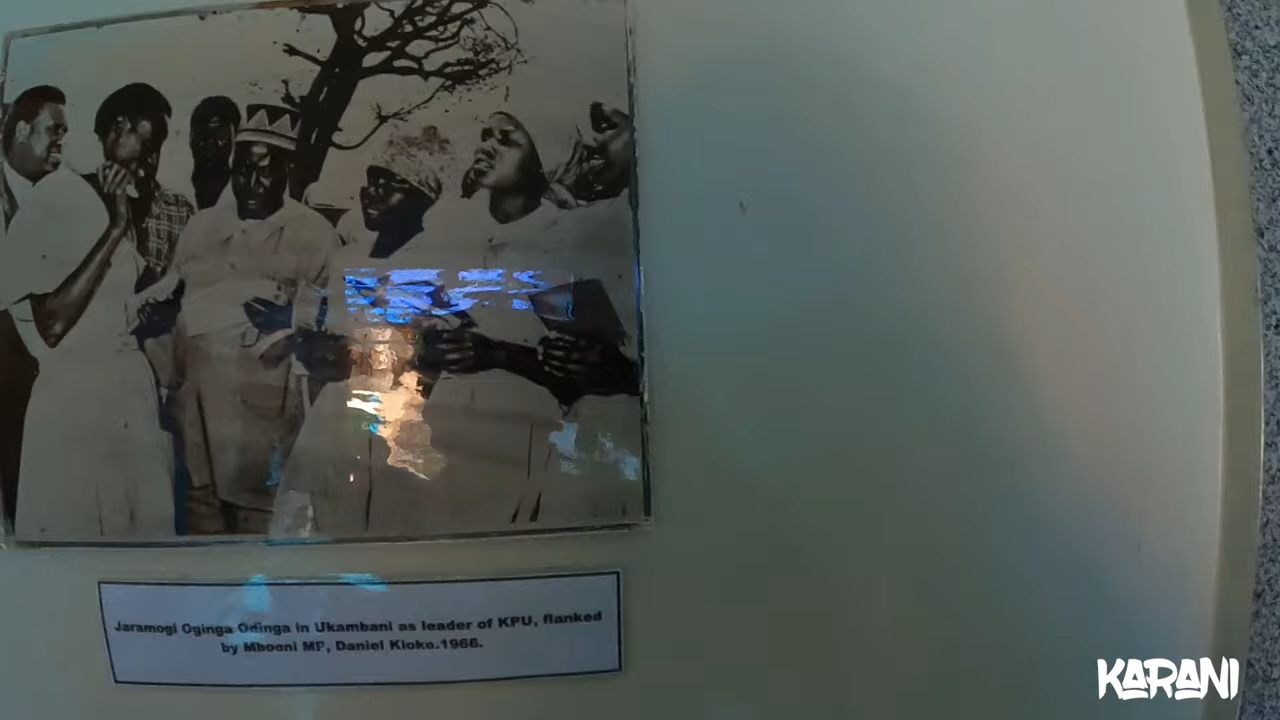 Jaramogi Oginga Odinga in Ukambani as leader of KPU, flanked
by Mbooni MP, Daniel Kioko.1966.
KARANI